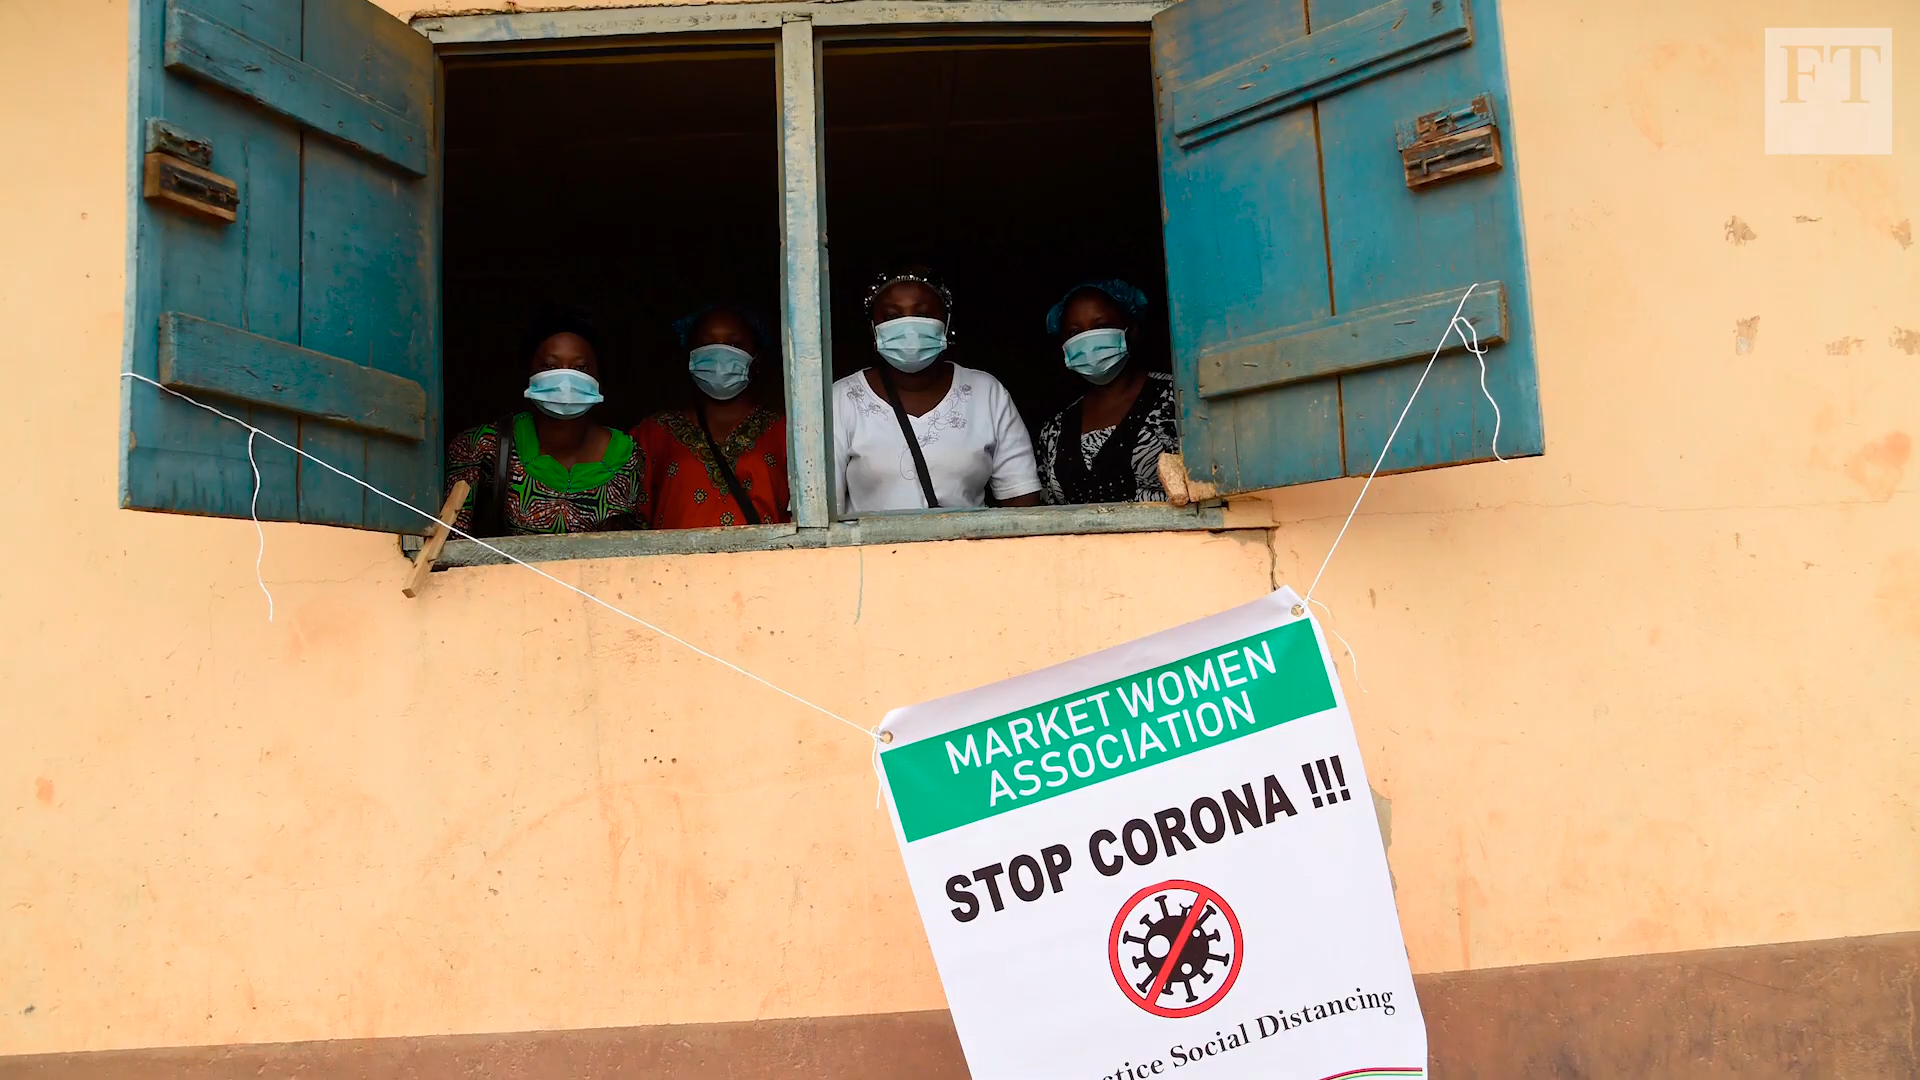 FT
MARKET WOMEN
ASSOCIATION
STOP CORONA !!!
Social Distancing